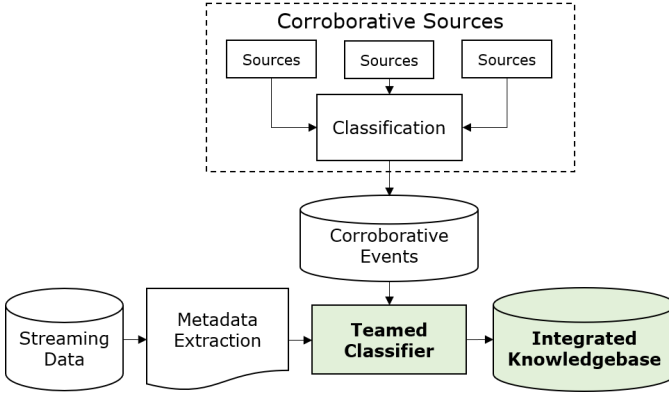 Corroborative Sources
Sources
Sources
Sources
Classification
Corroborative
Events
Streaming
Data
Metadata
Extraction
Teamed
Classifier
Integrated
Knowledgebase